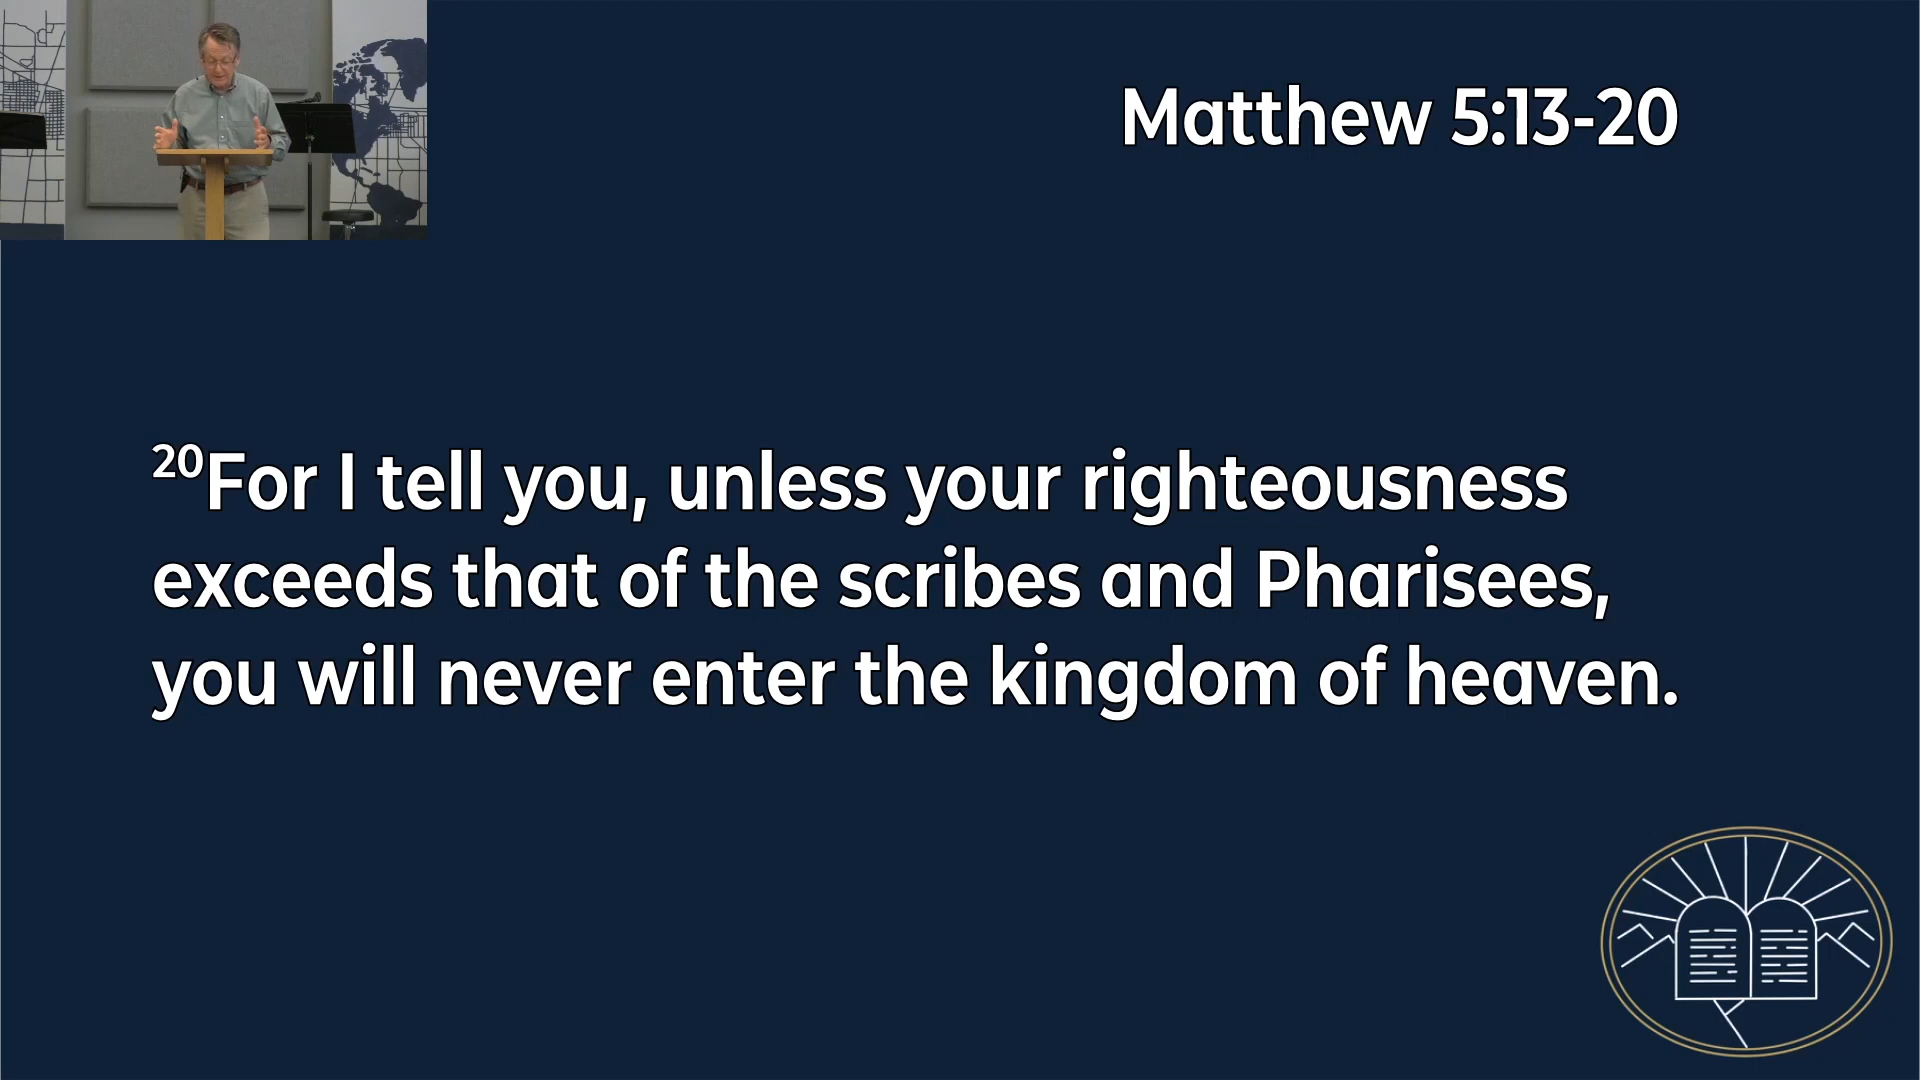 Matthew 5:13-20
20For I tell you, unless your righteousness
exceeds that of the scribes and Pharisees,
you will never enter the kingdom of heaven.